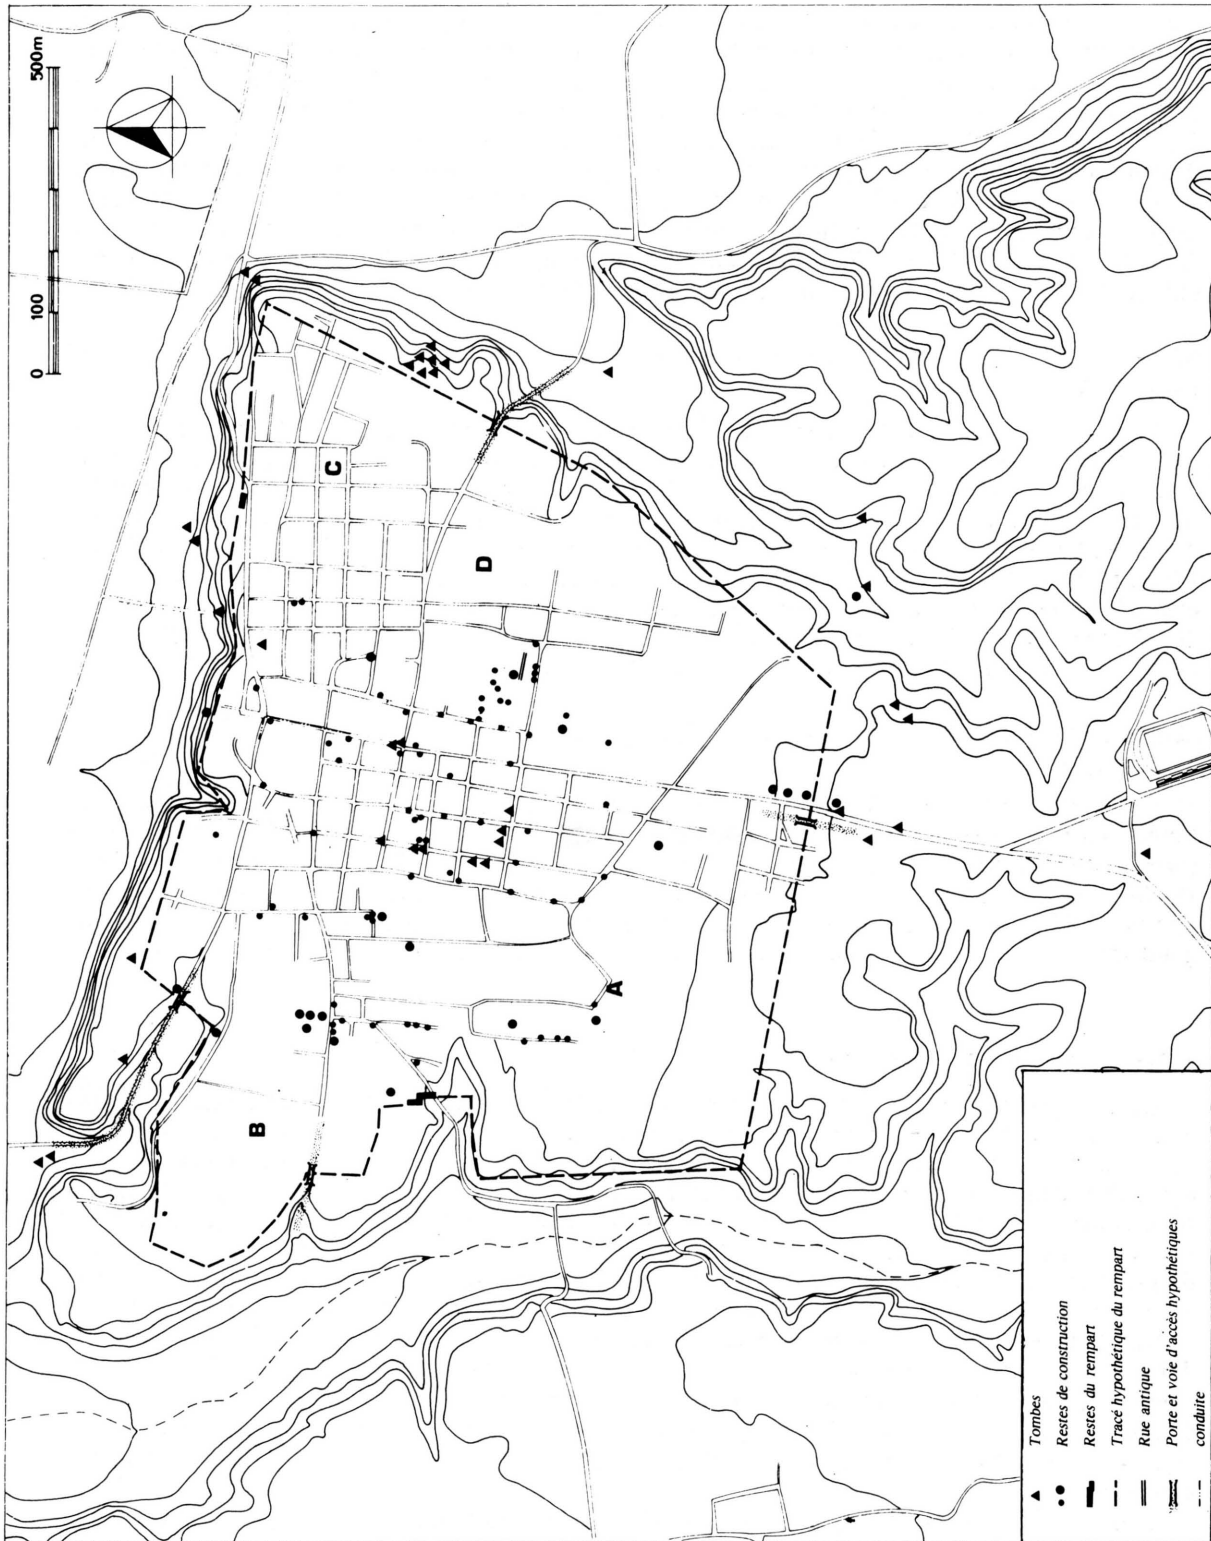 0 100 500m
A
B
C
D
Tombes
Restes de construction
Restes du rempart
Tracé hypothétique du rempart
Rue antique
Porte et voie d'accès hypothétiques
conduite